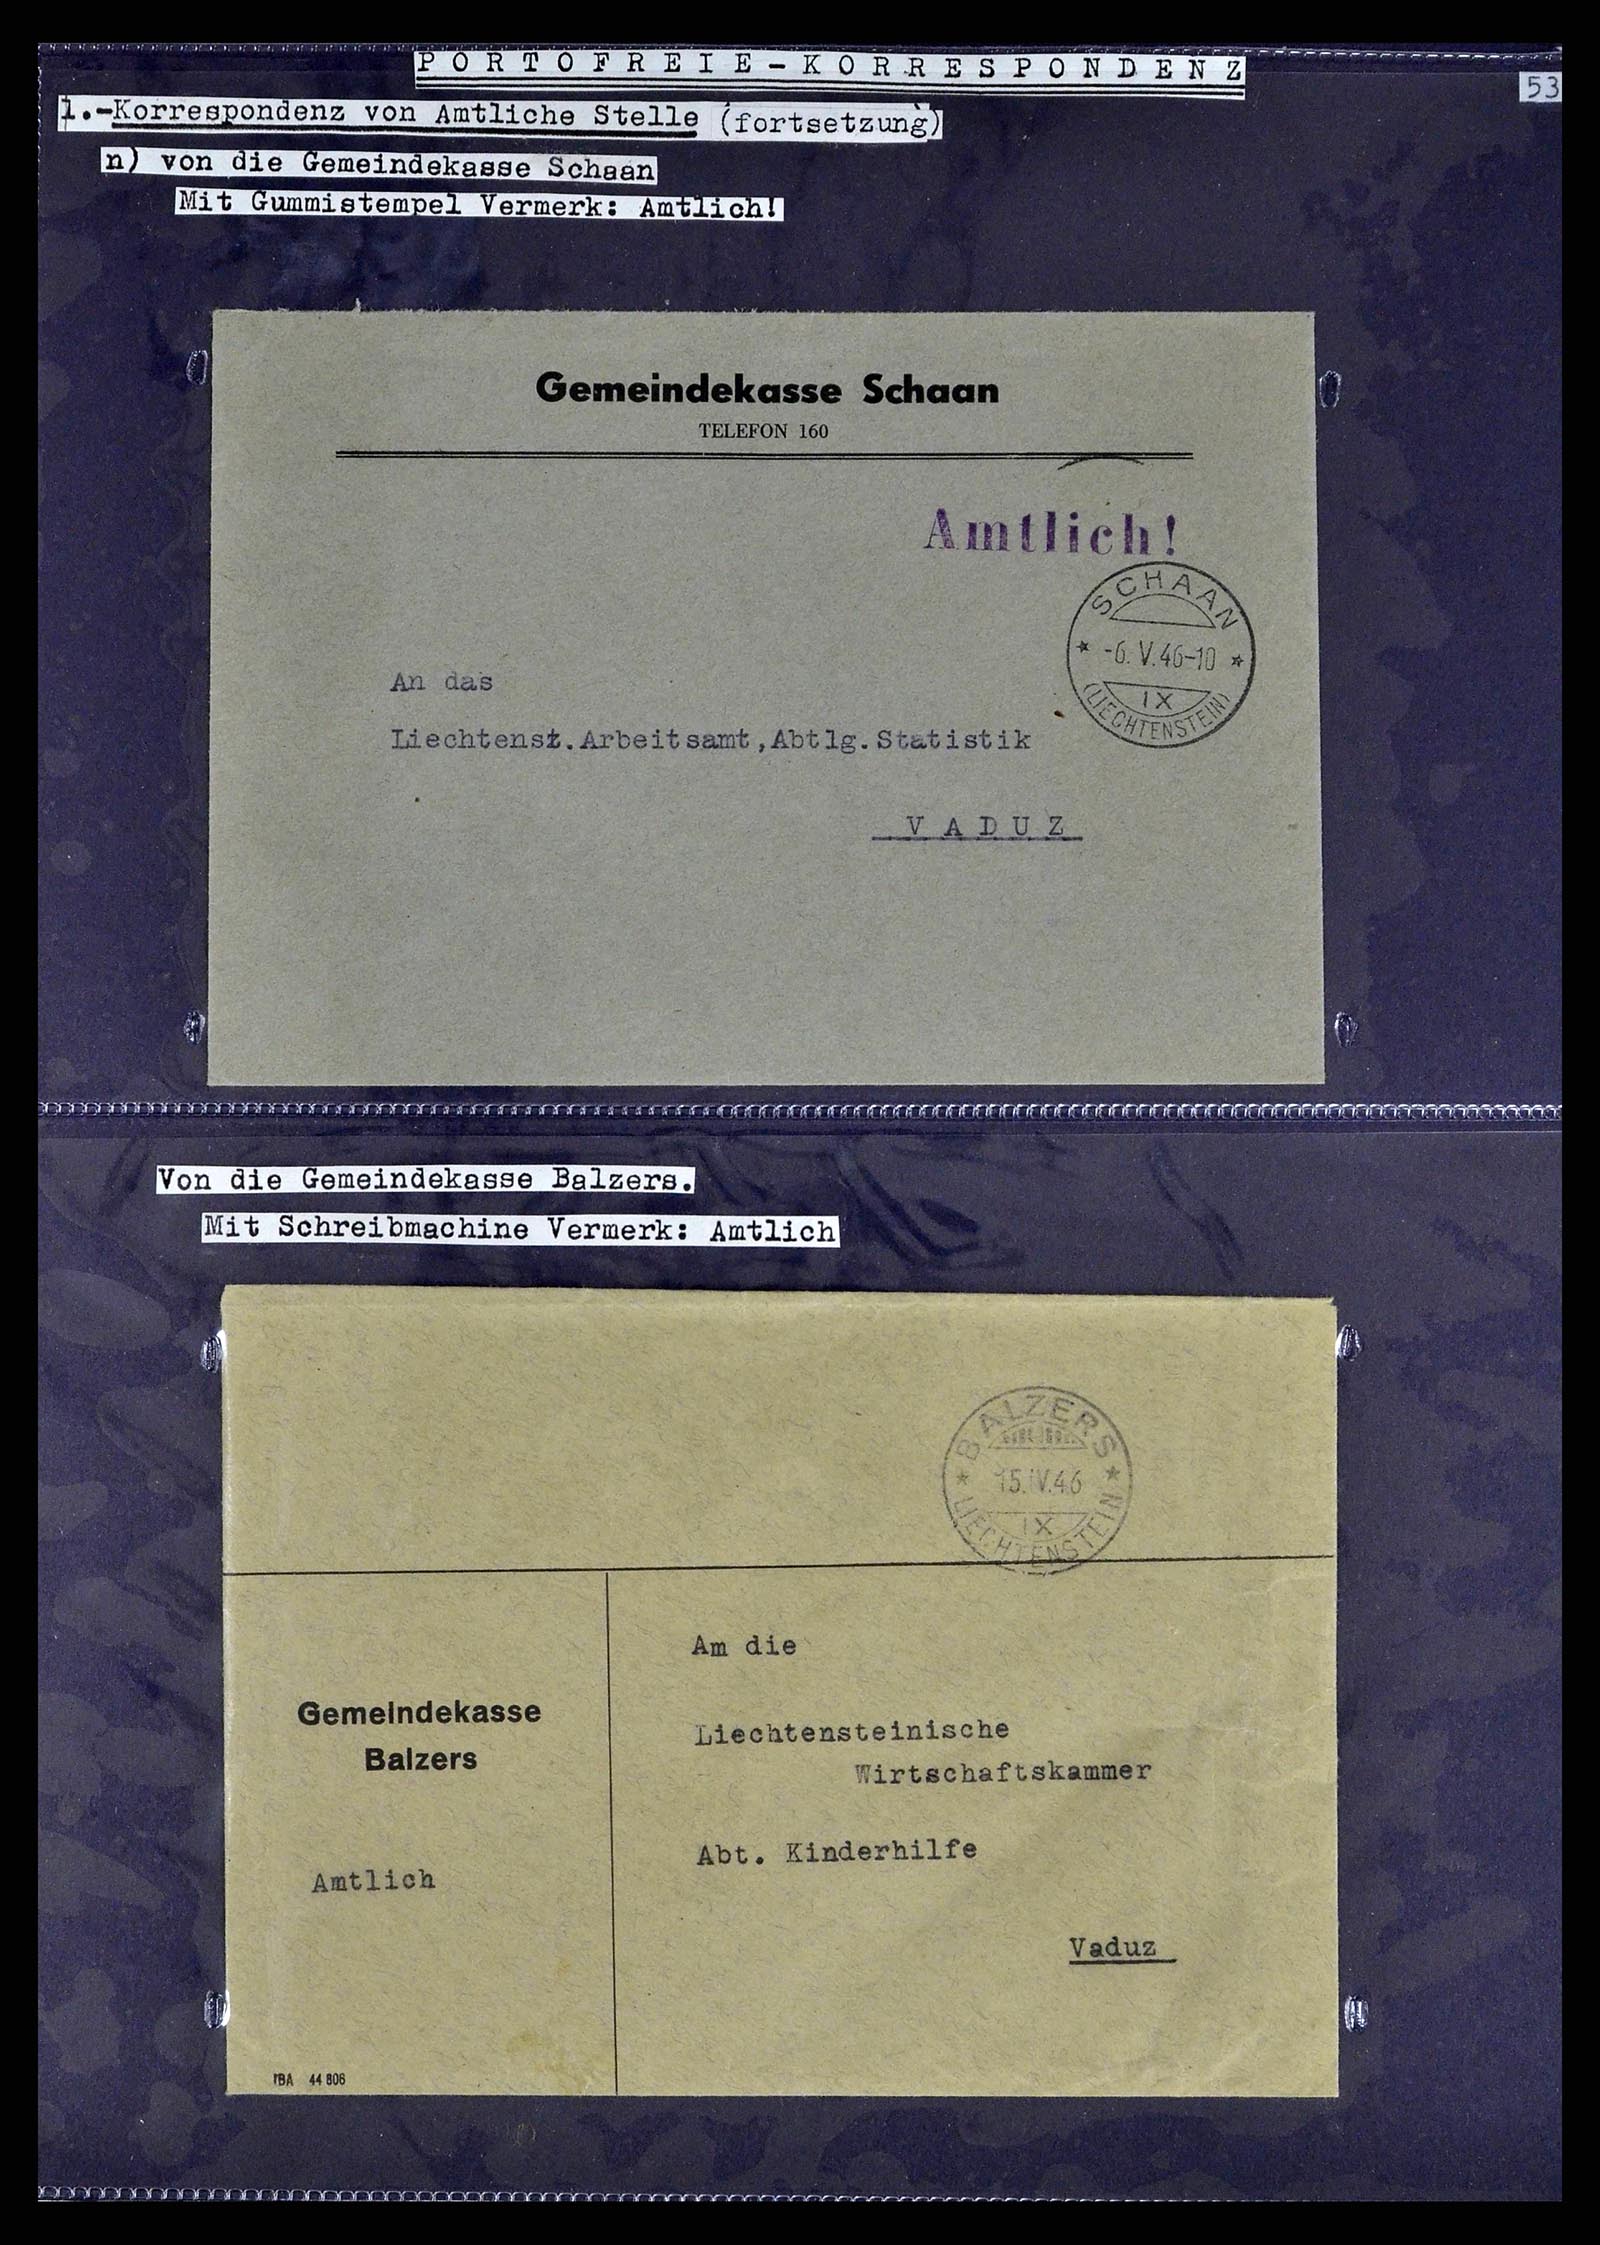 PORTOFREIE-KORRESPONDENZ
53
1.-Korrespondenz von Amtliche Stelle (fortsetzung)
n) von die Gemeindekasse Schaan
Mit Gummistempel Vermerk: Amtlich!
Gemeindekasse Schaan
TELEFON 160
Amtlich!
SCHAAN
-6. V. 46-10
IX
(LIECHTENSTEIN)
An das
Liechtenst.Arbeitsamt,Abtlg.Statistik
VADUZ
Von die Gemeindekasse Balzers.
Mit Schreibmachine Vermerk: Amtlich
BALZERS
15.IV.46
IX
LIECHTENSTEIN
Am die
Gemeindekasse
Balzers
Liechtensteinische
Wirtschaftskammer
Abt. Kinderhilfe
Amtlich
Vaduz
44 806